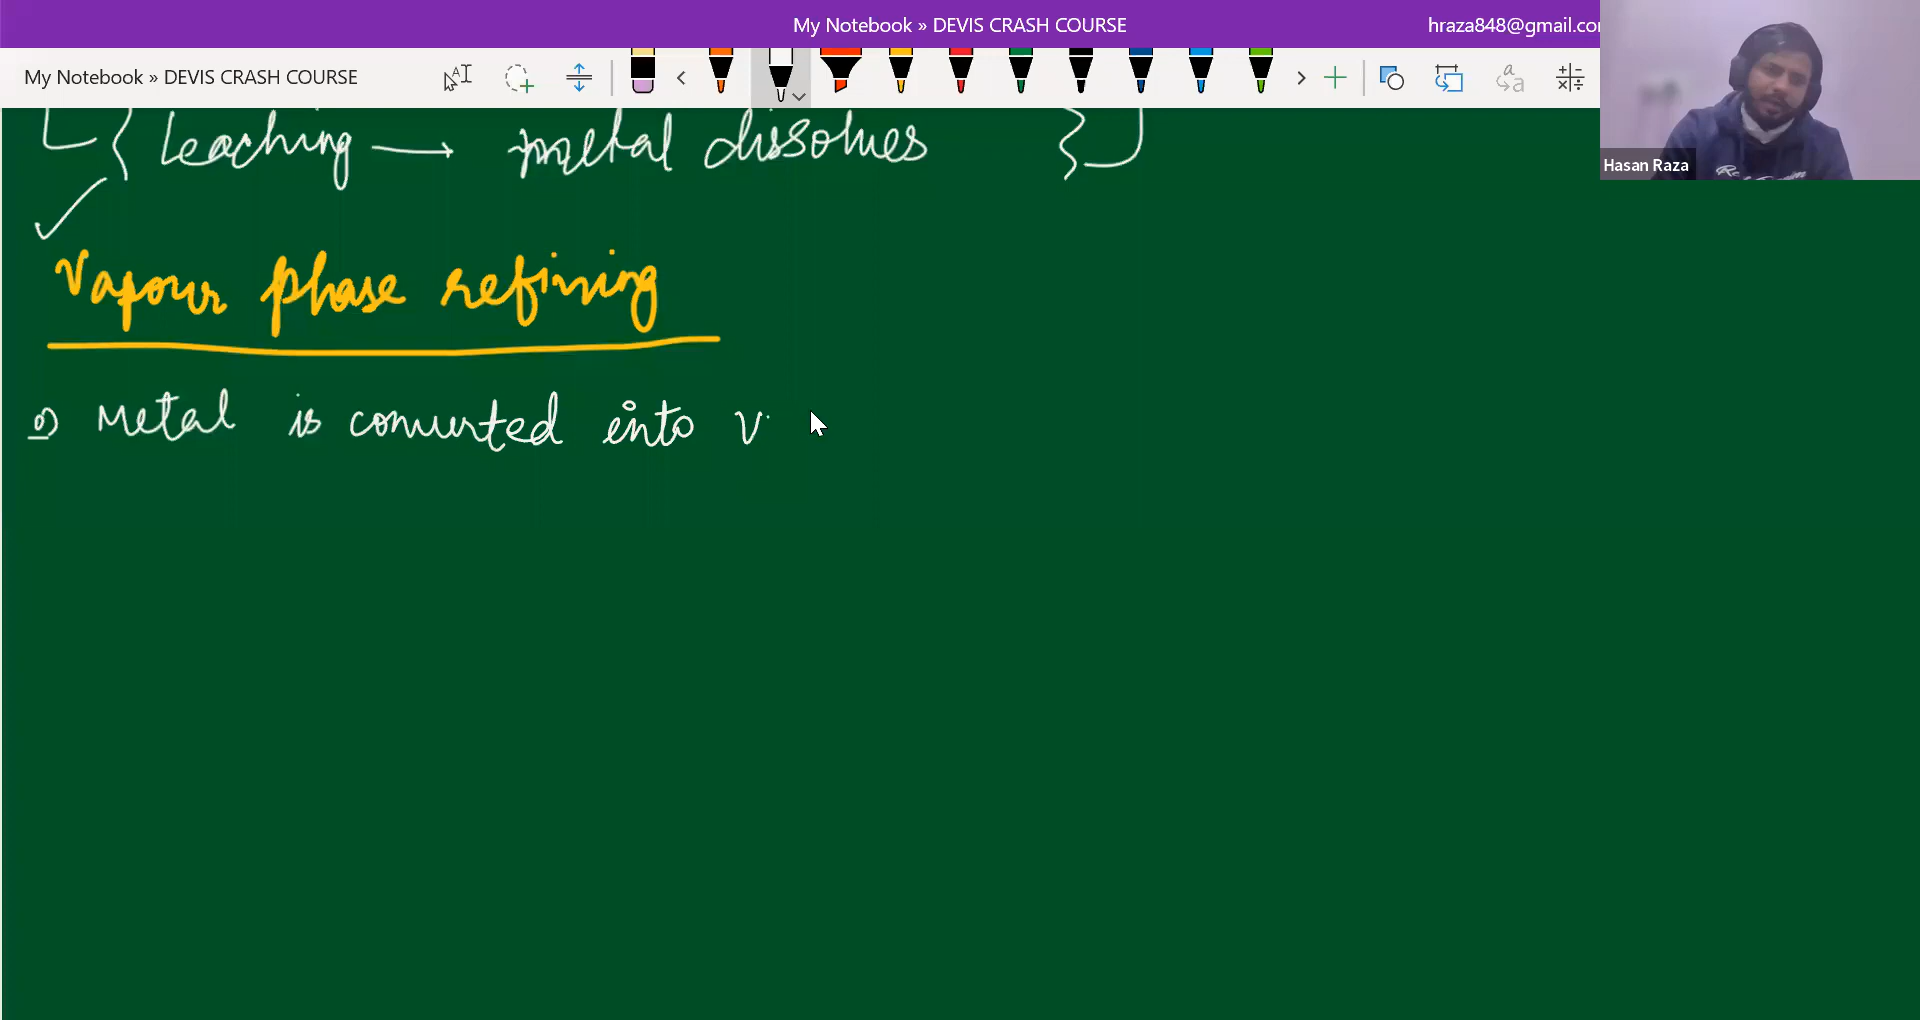 My Notebook » DEVIS CRASH COURSE
hraza848@gmail.co
My Notebook » DEVIS CRASH COURSE
Hasan Raza
leaching → metal dissolves
Vapour phase refining
Metal is converted into v